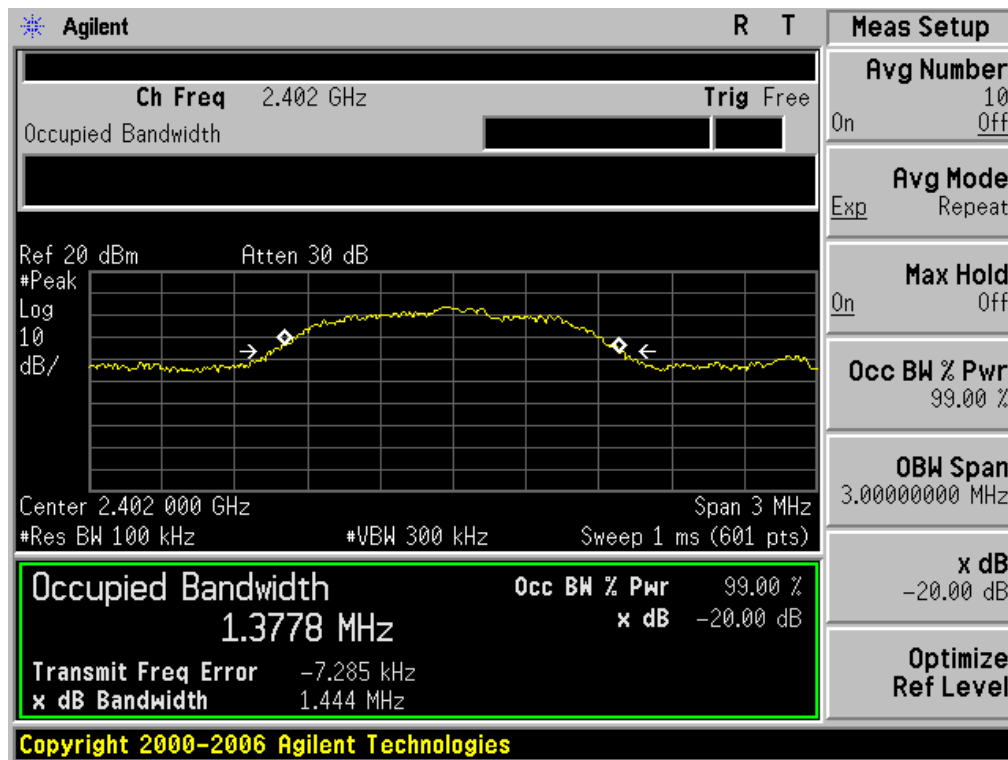 Agilent R T
Ch Freq 2.402 GHz Trig Free
Occupied Bandwidth
Ref 20 dBm Atten 30 dB
#Peak
Log
10
dB/
Center 2.402 000 GHz Span 3 MHz
#Res BW 100 kHz #VBW 300 kHz Sweep 1 ms (601 pts)
Occupied Bandwidth Occ BW % Pwr 99.00 %
1.3778 MHz x dB -20.00 dB
Transmit Freq Error -7.285 kHz
x dB Bandwidth 1.444 MHz
Copyright 2000-2006 Agilent Technologies
Meas Setup
Avg Number
10
On Off
Avg Mode
Exp Repeat
Max Hold
On Off
Occ BW % Pwr
99.00 %
OBW Span
3.00000000 MHz
x dB
-20.00 dB
Optimize
Ref Level